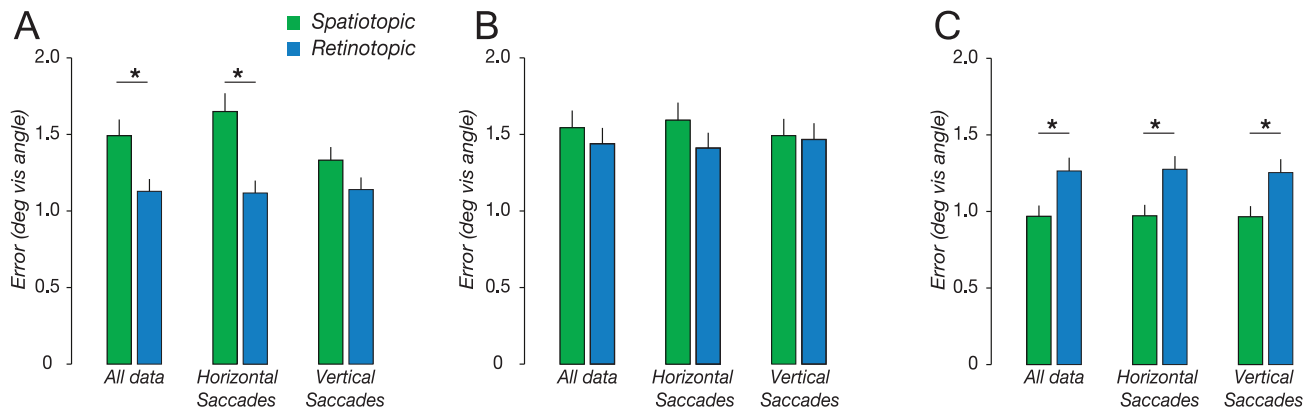 A
Spatiotopic
Retinotopic
2.0
1.5
1.0
0.5
0
Error (deg vis angle)
*
*
All data
Horizontal
Saccades
Vertical
Saccades
B
2.0
1.5
1.0
0.5
0
Error (deg vis angle)
All data
Horizontal
Saccades
Vertical
Saccades
C
2.0
1.5
1.0
0.5
0
Error (deg vis angle)
*
*
*
All data
Horizontal
Saccades
Vertical
Saccades